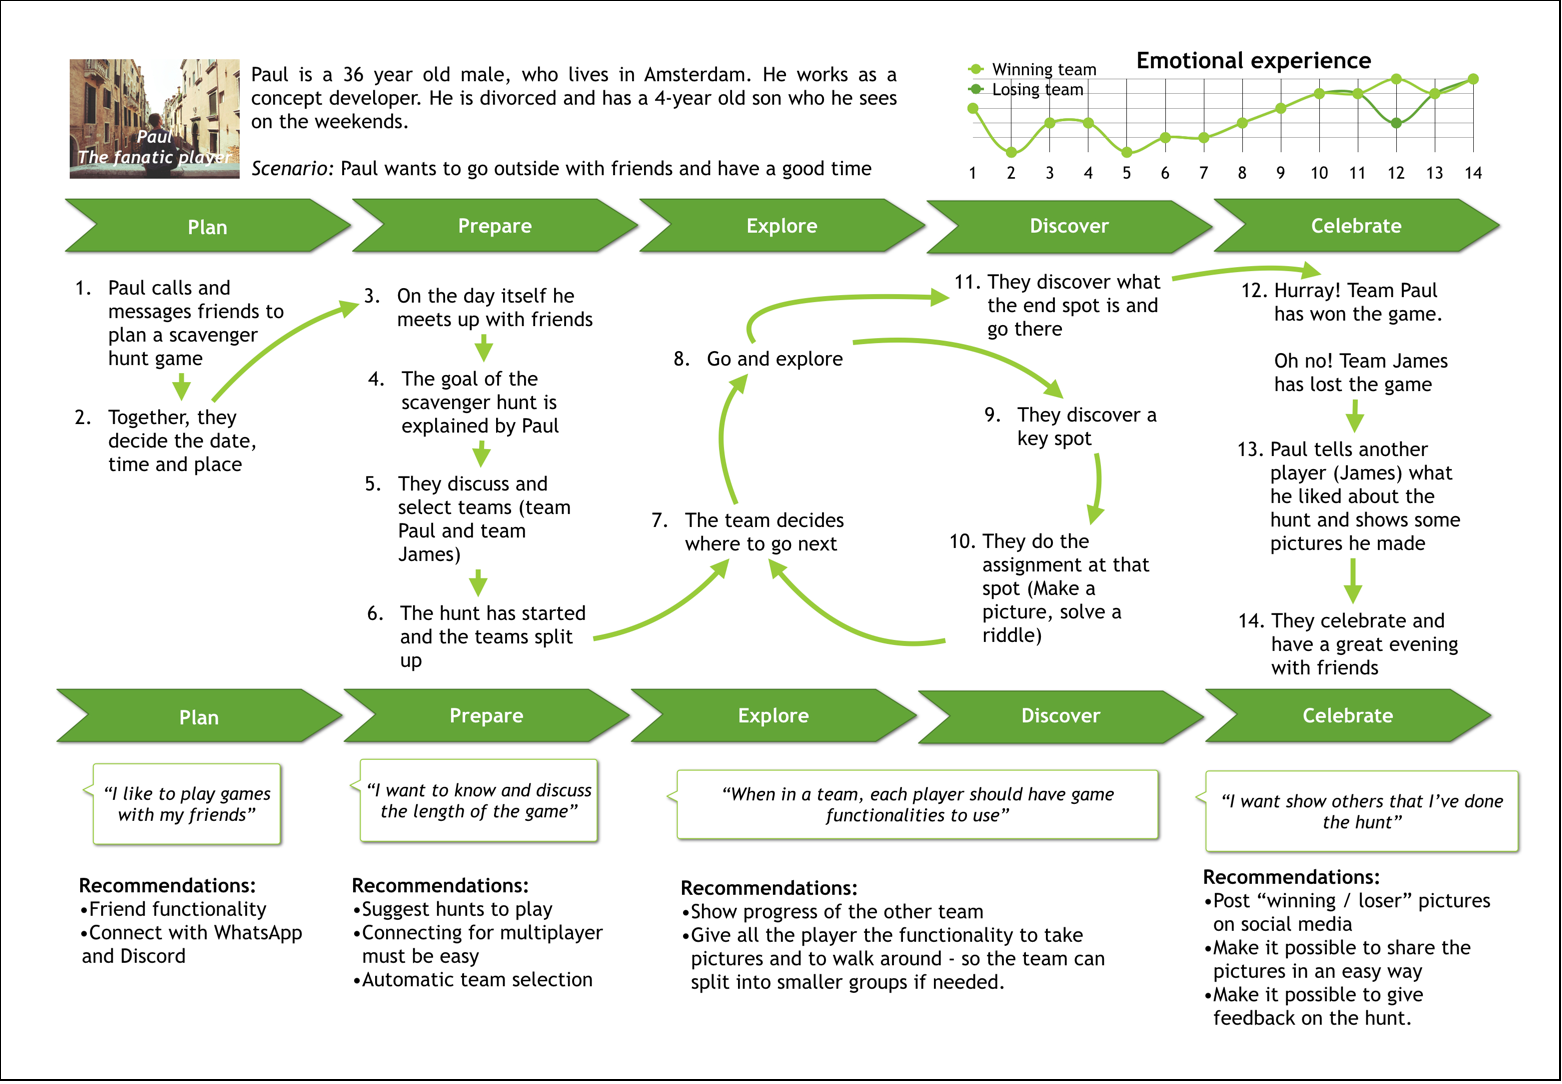 Paul
The fanatic player
Paul is a 36 year old male, who lives in Amsterdam. He works as a
concept developer. He is divorced and has a 4-year old son who he sees
on the weekends.
Scenario: Paul wants to go outside with friends and have a good time
Emotional experience
Winning team
Losing team
1 2 3 4 5 6 7 8 9 10 11 12 13 14
Plan
Prepare
Explore
Discover
Celebrate
1. Paul calls and
messages friends to
plan a scavenger
hunt game
2. Together, they
decide the date,
time and place
3. On the day itself he
meets up with friends
4. The goal of the
scavenger hunt is
explained by Paul
5. They discuss and
select teams (team
Paul and team
James)
6. The hunt has started
and the teams split
up
7. The team decides
where to go next
8. Go and explore
9. They discover a
key spot
10. They do the
assignment at that
spot (Make a
picture, solve a
riddle)
11. They discover what
the end spot is and
go there
12. Hurray! Team Paul
has won the game.
Oh no! Team James
has lost the game
13. Paul tells another
player (James) what
he liked about the
hunt and shows some
pictures he made
14. They celebrate and
have a great evening
with friends
Plan
Prepare
Explore
Discover
Celebrate
“I like to play games
with my friends”
“I want to know and discuss
the length of the game”
“When in a team, each player should have game
functionalities to use”
“I want show others that I’ve done
the hunt”
Recommendations:
•Friend functionality
•Connect with WhatsApp
and Discord
Recommendations:
•Suggest hunts to play
•Connecting for multiplayer
must be easy
•Automatic team selection
Recommendations:
•Show progress of the other team
•Give all the player the functionality to take
pictures and to walk around - so the team can
split into smaller groups if needed.
Recommendations:
•Post “winning / loser” pictures
on social media
•Make it possible to share the
pictures in an easy way
•Make it possible to give
feedback on the hunt.